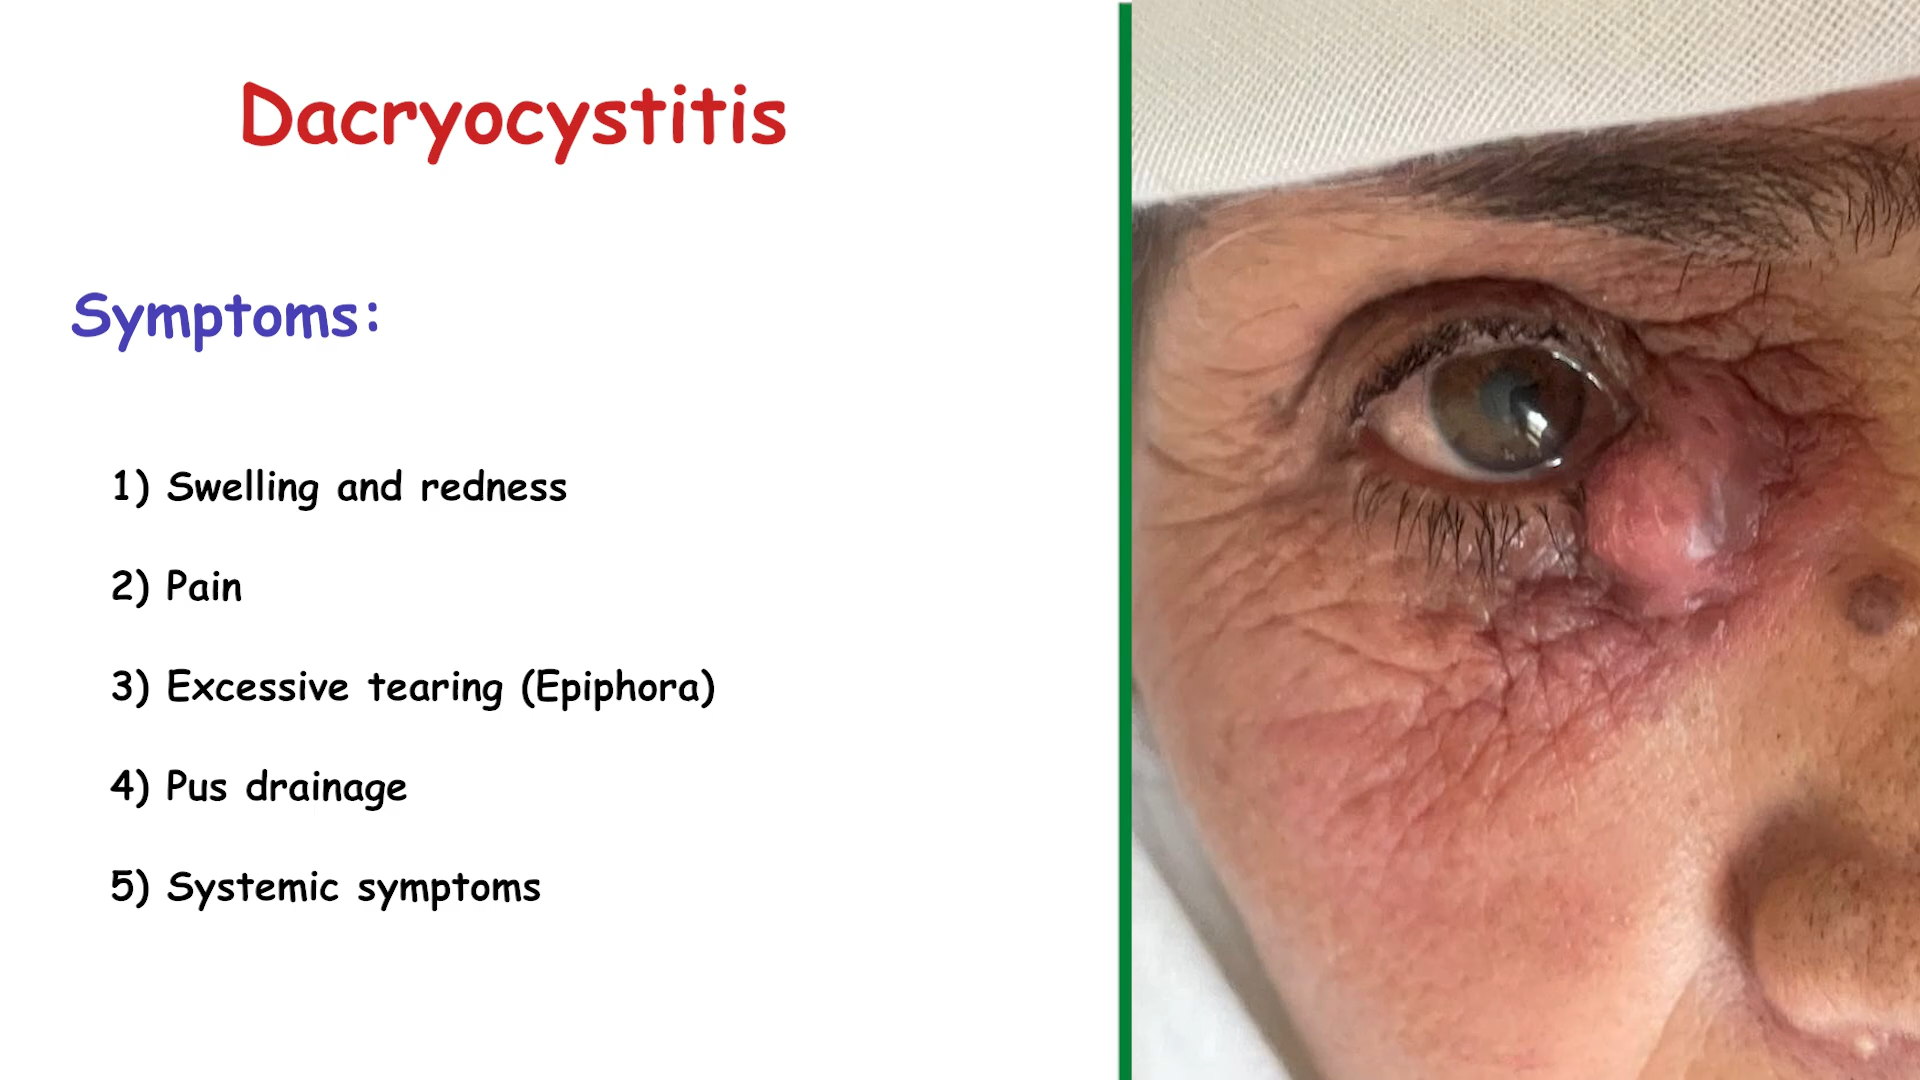 Dacryocystitis
Symptoms:
1) Swelling and redness
2) Pain
3) Excessive tearing (Epiphora)
4) Pus drainage
5) Systemic symptoms